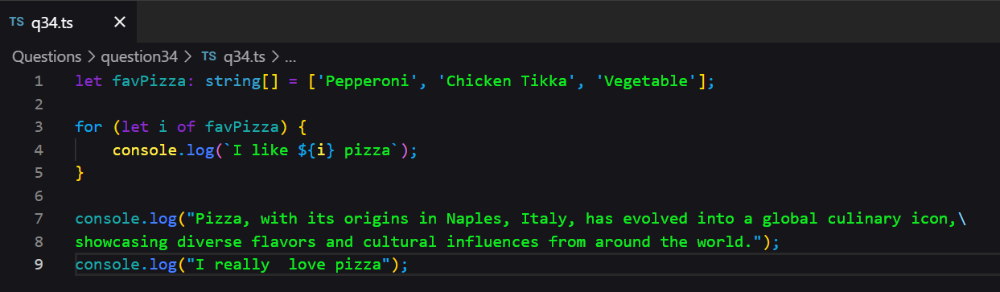 TS q34.ts ×
Questions > question34 > TS q34.ts > ...
1 let favPizza: string[] = ['Pepperoni', 'Chicken Tikka', 'Vegetable'];
2
3 for (let i of favPizza) {
4     console.log(`I like ${i} pizza`);
5 }
6
7 console.log("Pizza, with its origins in Naples, Italy, has evolved into a global culinary icon,\
8 showcasing diverse flavors and cultural influences from around the world.");
9 console.log("I really  love pizza");